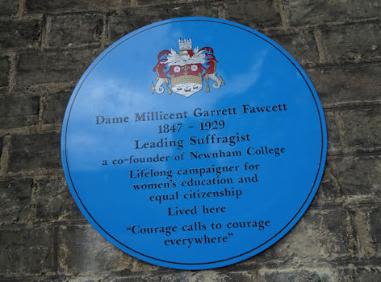 Dame Millicent Garrett Fawcett
1847 - 1929
Leading Suffragist
a co-founder of Newnham College
Lifelong campaigner for
women's education and
equal citizenship
Lived here
"Courage calls to courage
everywhere"